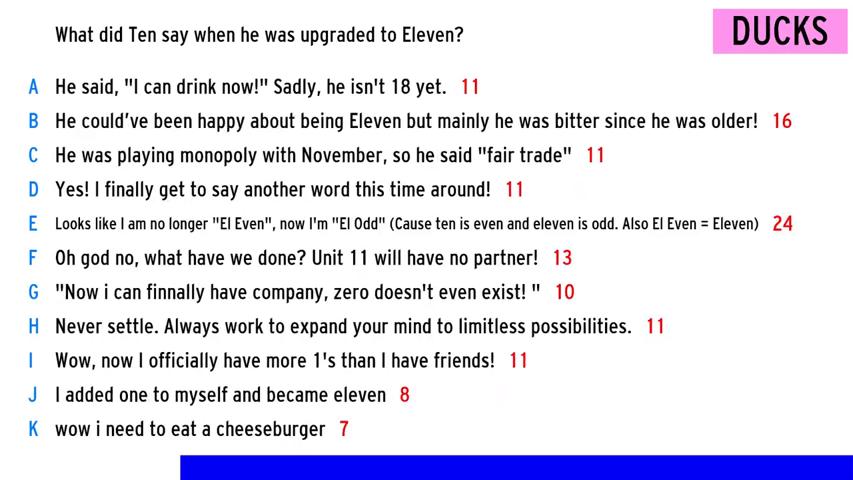 What did Ten say when he was upgraded to Eleven?
DUCKS
A He said, "I can drink now!" Sadly, he isn't 18 yet. 11
B He could've been happy about being Eleven but mainly he was bitter since he was older! 16
C He was playing monopoly with November, so he said "fair trade" 11
D Yes! I finally get to say another word this time around! 11
E Looks like I am no longer "El Even", now I'm "El Odd" (Cause ten is even and eleven is odd. Also El Even = Eleven) 24
F Oh god no, what have we done? Unit 11 will have no partner! 13
G "Now i can finnally have company, zero doesn't even exist! " 10
H Never settle. Always work to expand your mind to limitless possibilities. 11
I Wow, now I officially have more 1's than I have friends! 11
J I added one to myself and became eleven 8
K wow i need to eat a cheeseburger 7